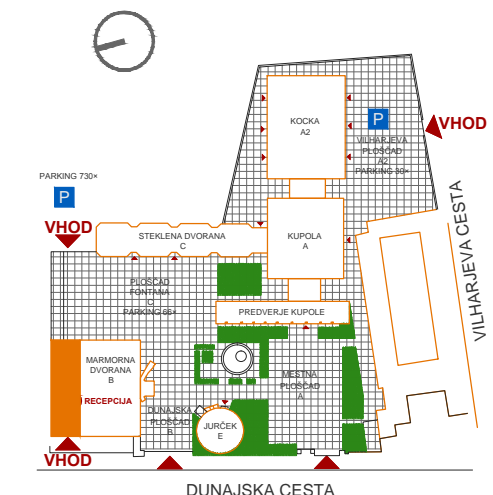 KOCKA
A2
P
VHOD
VILHARJEVA
PLOŠČAD
A2
PARKING 30×
PARKING 730×
P
VHOD
STEKLENA DVORANA
C
KUPOLA
A
VILHARJEVA CESTA
PLOŠČAD
FONTANA
C
PARKING 66×
PREDVERJE KUPOLE
MARMORNA
DVORANA
B
i RECEPCIJA
MESTNA
PLOŠČAD
A
DUNAJSKA
PLOŠČAD
B
JURČEK
E
VHOD
DUNAJSKA CESTA